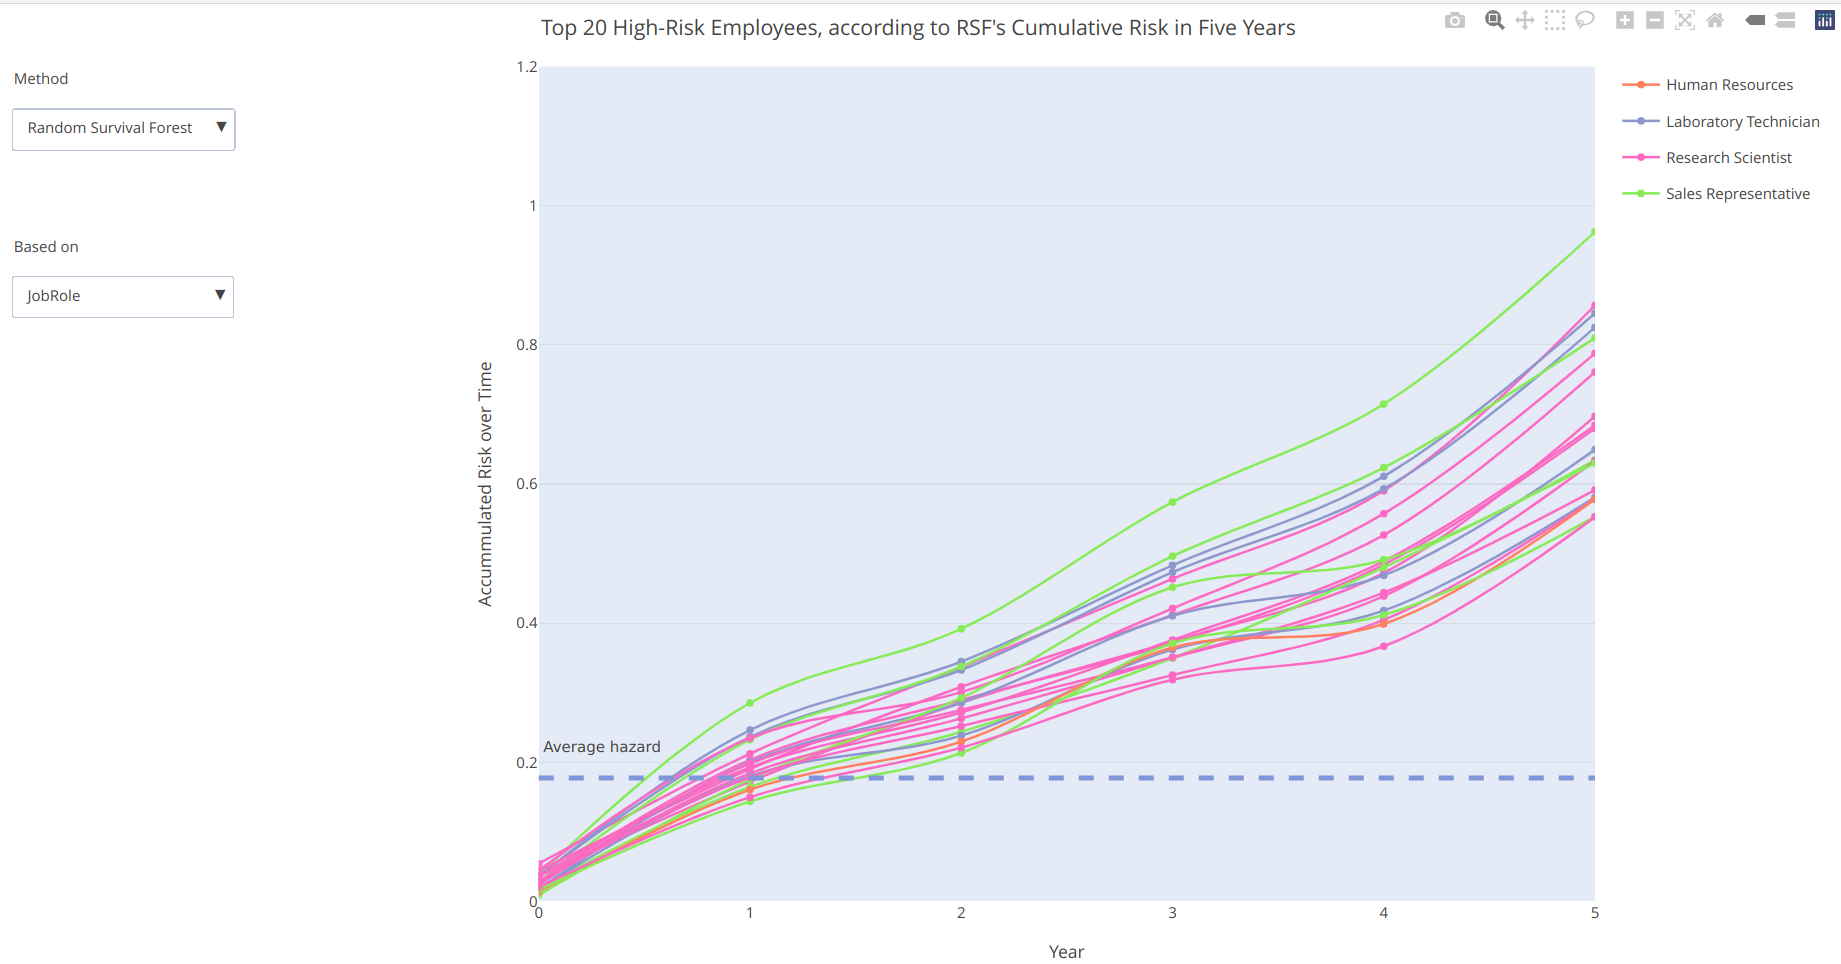 Top 20 High-Risk Employees, according to RSF's Cumulative Risk in Five Years
Method
Random Survival Forest ▼
Based on
JobRole ▼
Accummulated Risk over Time
1.2
1
0.8
0.6
0.4
0.2
0
Average hazard
0 1 2 3 4 5
Year
Human Resources
Laboratory Technician
Research Scientist
Sales Representative